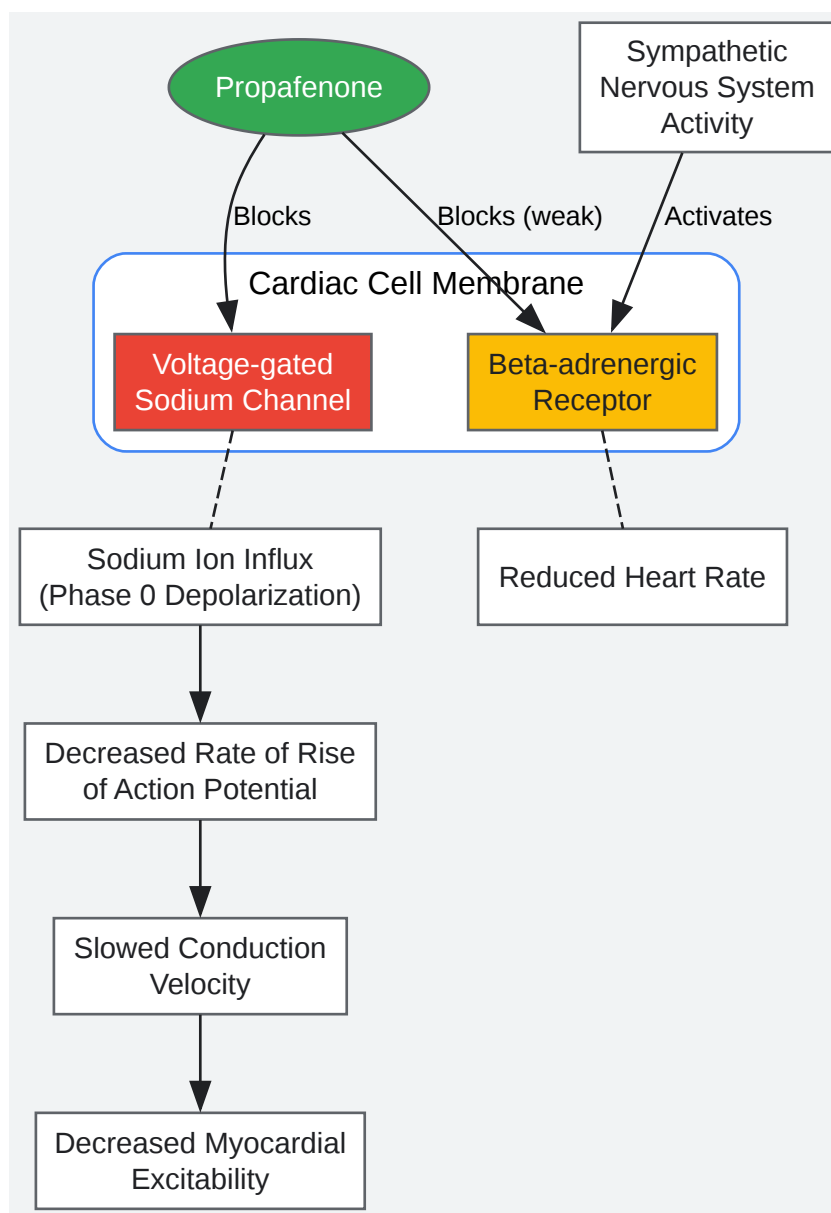 Propafenone
Sympathetic
Nervous System
Activity
Blocks
Blocks (weak)
Activates
Cardiac Cell Membrane
Voltage-gated
Sodium Channel
Beta-adrenergic
Receptor
Sodium Ion Influx
(Phase 0 Depolarization)
Reduced Heart Rate
Decreased Rate of Rise
of Action Potential
Slowed Conduction
Velocity
Decreased Myocardial
Excitability